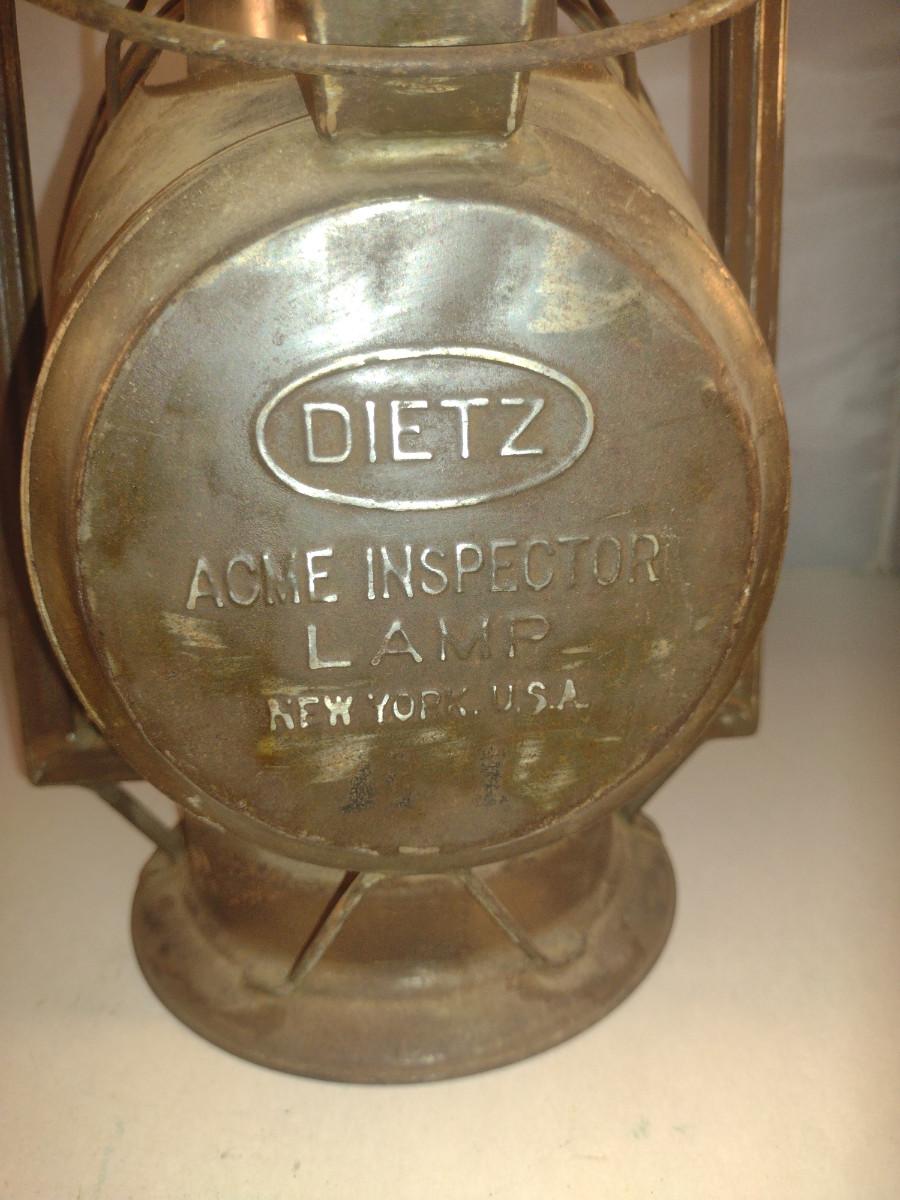 DIETZ
ACME INSPECTOR
LAMP
NEW YORK. U.S.A.